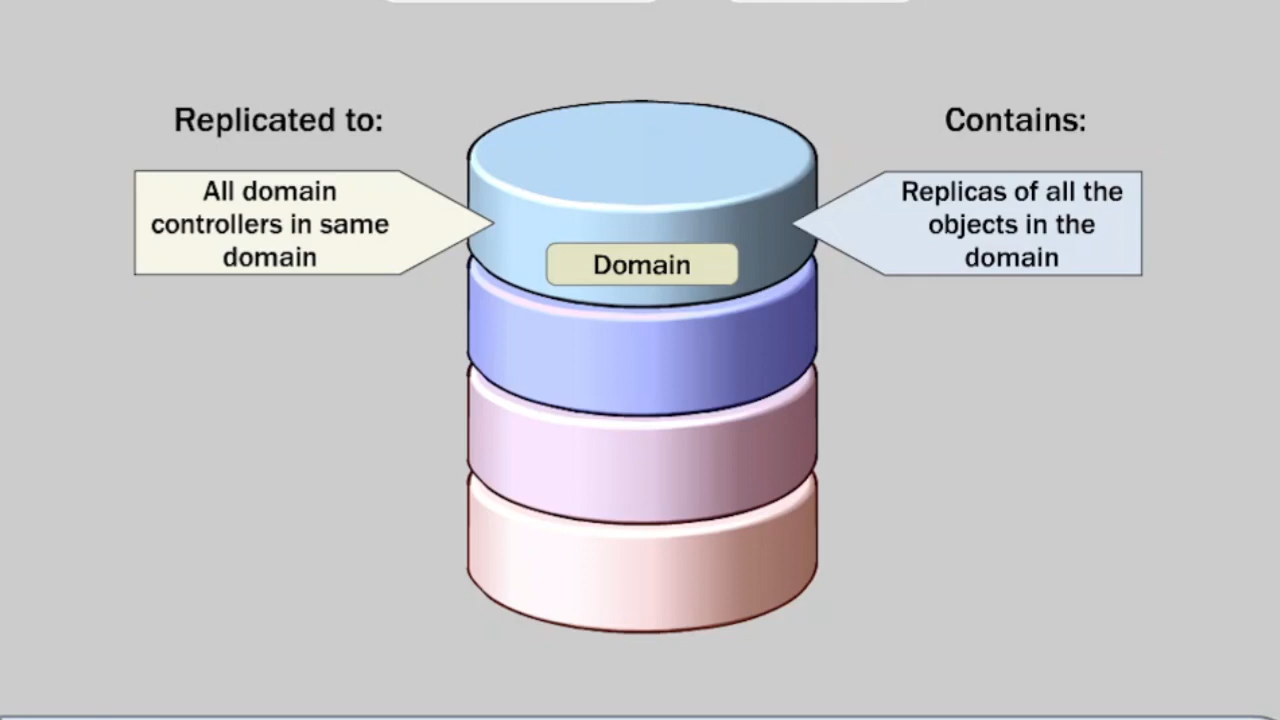 Replicated to:
All domain
controllers in same
domain
Domain
Contains:
Replicas of all the
objects in the
domain